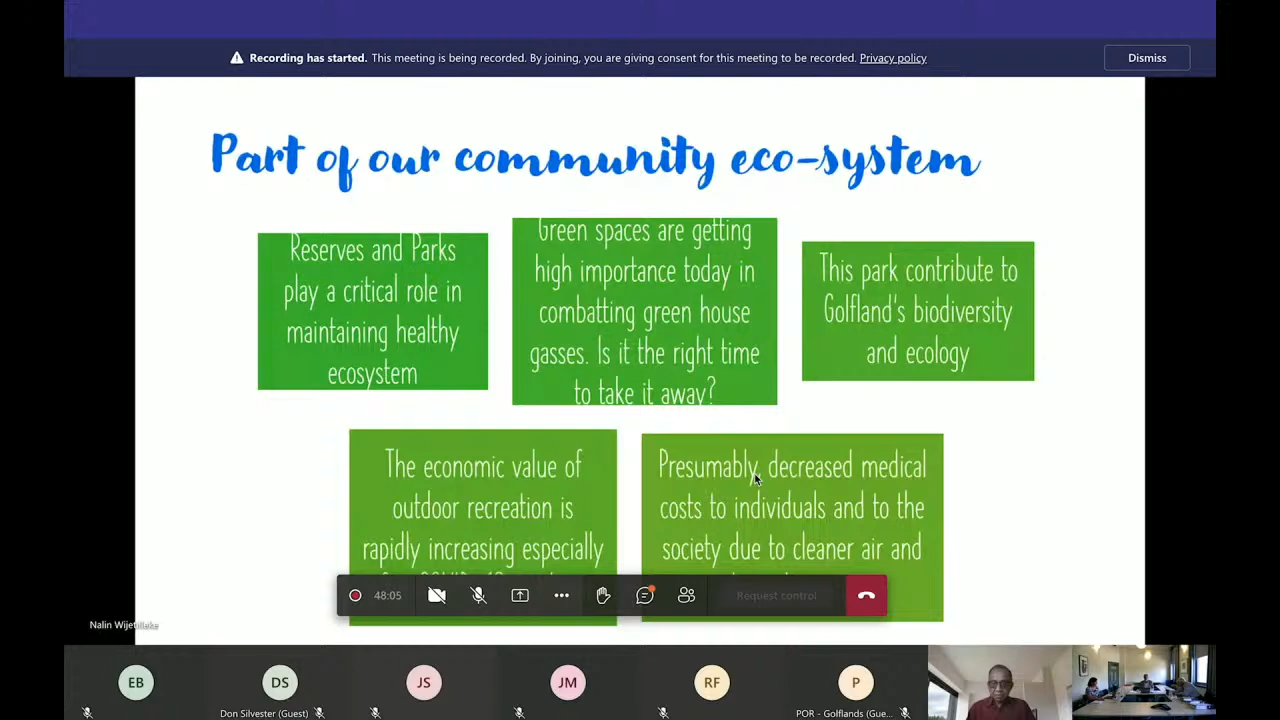 Recording has started. This meeting is being recorded. By joining, you are giving consent for this meeting to be recorded. Privacy policy
Dismiss
Part of our community eco-system
Reserves and Parks
play a critical role in
maintaining healthy
ecosystem
Green spaces are getting
high importance today in
combatting green house
gasses. Is it the right time
to take it away?
This park contribute to
Golfland's biodiversity
and ecology
The economic value of
outdoor recreation is
rapidly increasing especially
Presumably, decreased medical
costs to individuals and to the
society due to cleaner air and
48:05
Request control
Nalin Wijetilleke
EB
DS
JS
JM
RF
P
Don Silvester (Guest)
POR - Golflands (Gue...